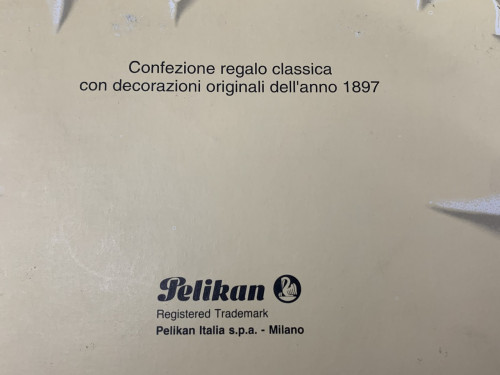 Confezione regalo classica
con decorazioni originali dell'anno 1897
Pelikan
Registered Trademark
Pelikan Italia s.p.a. - Milano